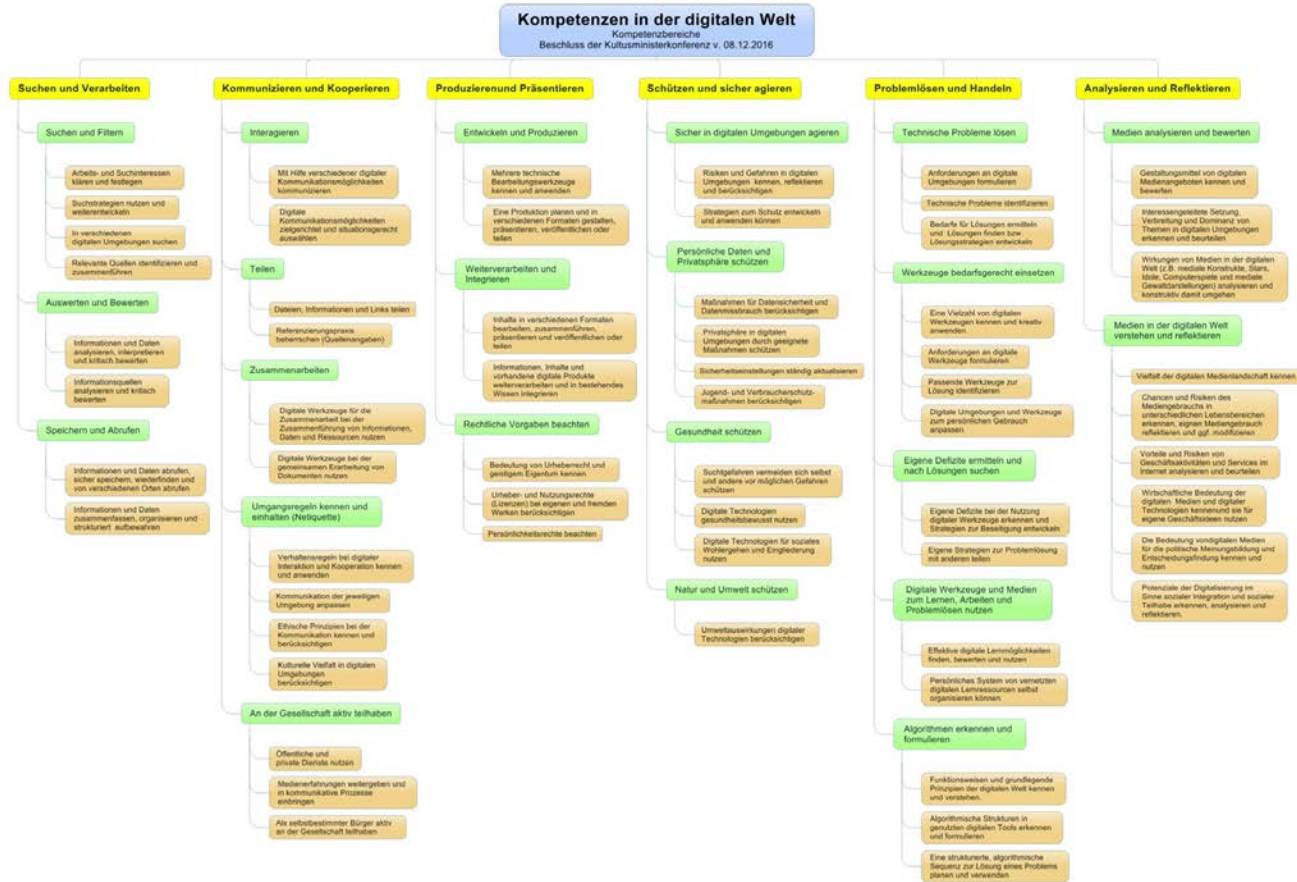 Kompetenzen in der digitalen Welt
Kompetenzbereiche
Beschluss der Kultusministerkonferenz v. 08.12.2016
Suchen und Verarbeiten
Suchen und Filtern
Arbeits- und Suchinteressen
klären und festlegen
Suchstrategien nutzen und
weiterentwickeln
In verschiedenen
digitalen Umgebungen suchen
Relevante Quellen identifizieren und
zusammenführen
Auswerten und Bewerten
Informationen und Daten
analysieren, interpretieren
und kritisch bewerten
Informationsquellen
analysieren und kritisch
bewerten
Speichern und Abrufen
Informationen und Daten abrufen,
sicher speichern, wiederfinden und
von verschiedenen Orten abrufen
Informationen und Daten
zusammenfassen, organisieren und
strukturiert aufbewahren
Kommunizieren und Kooperieren
Interagieren
Mit Hilfe verschiedener digitaler
Kommunikationsmöglichkeiten
kommunizieren
Digitale
Kommunikationsmöglichkeiten
zielgerichtet und situationsgerecht
auswählen
Teilen
Dateien, Informationen und Links teilen
Referenzierungspraxis
beherrschen (Quellenangaben)
Zusammenarbeiten
Digitale Werkzeuge für die
Zusammenarbeit bei der
Zusammenführung von Informationen,
Daten und Ressourcen nutzen
Digitale Werkzeuge bei der
gemeinsamen Erarbeitung von
Dokumenten nutzen
Umgangsregeln kennen und
einhalten (Netiquette)
Verhaltensregeln bei digitaler
Interaktion und Kooperation kennen
und anwenden
Kommunikation der jeweiligen
Umgebung anpassen
Ethische Prinzipien bei der
Kommunikation kennen und
berücksichtigen
Kulturelle Vielfalt in digitalen
Umgebungen
berücksichtigen
An der Gesellschaft aktiv teilhaben
Öffentliche und
private Dienste nutzen
Medienerfahrungen weitergeben und
in kommunikative Prozesse
einbringen
Als selbstbestimmter Bürger aktiv
an der Gesellschaft teilhaben
Produzierenund Präsentieren
Entwickeln und Produzieren
Mehrere technische
Bearbeitungswerkzeuge
kennen und anwenden
Eine Produktion planen und in
verschiedenen Formaten gestalten,
präsentieren, veröffentlichen oder
teilen
Weiterverarbeiten und
Integrieren
Inhalte in verschiedenen Formaten
bearbeiten, zusammenführen,
präsentieren und veröffentlichen oder
teilen
Informationen, Inhalte und
vorhandene digitale Produkte
weiterverarbeiten und in bestehendes
Wissen integrieren
Rechtliche Vorgaben beachten
Bedeutung von Urheberrecht und
geistigem Eigentum kennen
Urheber- und Nutzungsrechte
(Lizenzen) bei eigenen und fremden
Werken berücksichtigen
Persönlichkeitsrechte beachten
Schützen und sicher agieren
Sicher in digitalen Umgebungen agieren
Risiken und Gefahren in digitalen
Umgebungen kennen, reflektieren
und berücksichtigen
Strategien zum Schutz entwickeln
und anwenden können
Persönliche Daten und
Privatsphäre schützen
Maßnahmen für Datensicherheit und
Datenmissbrauch berücksichtigen
Privatsphäre in digitalen
Umgebungen durch geeignete
Maßnahmen schützen
Sicherheitseinstellungen ständig aktualisieren
Jugend- und Verbraucherschutz-
maßnahmen berücksichtigen
Gesundheit schützen
Suchtgefahren vermeiden sich selbst
und andere vor möglichen Gefahren
schützen
Digitale Technologien
gesundheitsbewusst nutzen
Digitale Technologien für soziales
Wohlergehen und Eingliederung
nutzen
Natur und Umwelt schützen
Umweltauswirkungen digitaler
Technologien berücksichtigen
Problemlösen und Handeln
Technische Probleme lösen
Anforderungen an digitale
Umgebungen formulieren
Technische Probleme identifizieren
Bedarfe für Lösungen ermitteln
und Lösungen finden bzw.
Lösungsstrategien entwickeln
Werkzeuge bedarfsgerecht einsetzen
Eine Vielzahl von digitalen
Werkzeugen kennen und kreativ
anwenden
Anforderungen an digitale
Werkzeuge formulieren
Passende Werkzeuge zur
Lösung identifizieren
Digitale Umgebungen und Werkzeuge
zum persönlichen Gebrauch
anpassen
Eigene Defizite ermitteln und
nach Lösungen suchen
Eigene Defizite bei der Nutzung
digitaler Werkzeuge erkennen und
Strategien zur Beseitigung entwickeln
Eigene Strategien zur Problemlösung
mit anderen teilen
Digitale Werkzeuge und Medien
zum Lernen, Arbeiten und
Problemlösen nutzen
Effektive digitale Lernmöglichkeiten
finden, bewerten und nutzen
Persönliches System von vernetzten
digitalen Lernressourcen selbst
organisieren können
Algorithmen erkennen und
formulieren
Funktionsweisen und grundlegende
Prinzipien der digitalen Welt kennen
und verstehen.
Algorithmische Strukturen in
genutzten digitalen Tools erkennen
und formulieren
Eine strukturierte, algorithmische
Sequenz zur Lösung eines Problems
planen und verwenden
Analysieren und Reflektieren
Medien analysieren und bewerten
Gestaltungsmittel von digitalen
Medienangeboten kennen und
bewerten
Interessengeleitete Setzung,
Verbreitung und Dominanz von
Themen in digitalen Umgebungen
erkennen und beurteilen
Wirkungen von Medien in der digitalen
Welt (z.B. mediale Konstrukte, Stars,
Idole, Computerspiele und mediale
Gewaltdarstellungen) analysieren und
konstruktiv damit umgehen
Medien in der digitalen Welt
verstehen und reflektieren
Vielfalt der digitalen Medienlandschaft kennen
Chancen und Risiken des
Mediengebrauchs in
unterschiedlichen Lebensbereichen
erkennen, eignen Mediengebrauch
reflektieren und ggf. modifizieren
Vorteile und Risiken von
Geschäftsaktivitäten und Services im
Internet analysieren und beurteilen
Wirtschaftliche Bedeutung der
digitalen Medien und digitaler
Technologien kennenund sie für
eigene Geschäftsideen nutzen
Die Bedeutung vondigitalen Medien
für die politische Meinungsbildung und
Entscheidungsfindung kennen und
nutzen
Potenziale der Digitalisierung im
Sinne sozialer Integration und sozialer
Teilhabe erkennen, analysieren und
reflektieren.